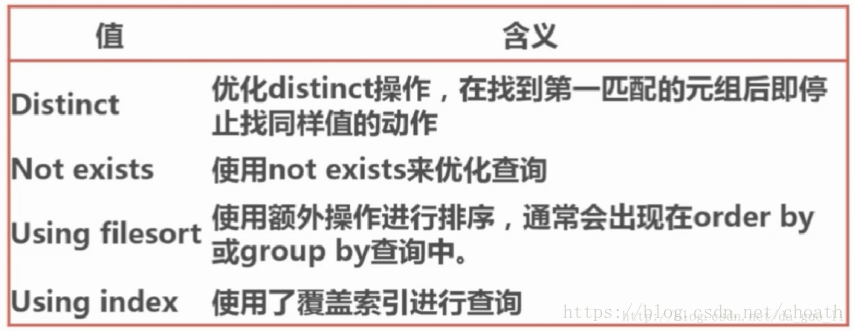 值 含义
Distinct 优化distinct操作，在找到第一匹配的元组后即停
止找同样值的动作
Not exists 使用not exists来优化查询
Using filesort 使用额外操作进行排序，通常会出现在order by
或group by查询中。
Using index 使用了覆盖索引进行查询
https://blog.csdn.net/choath